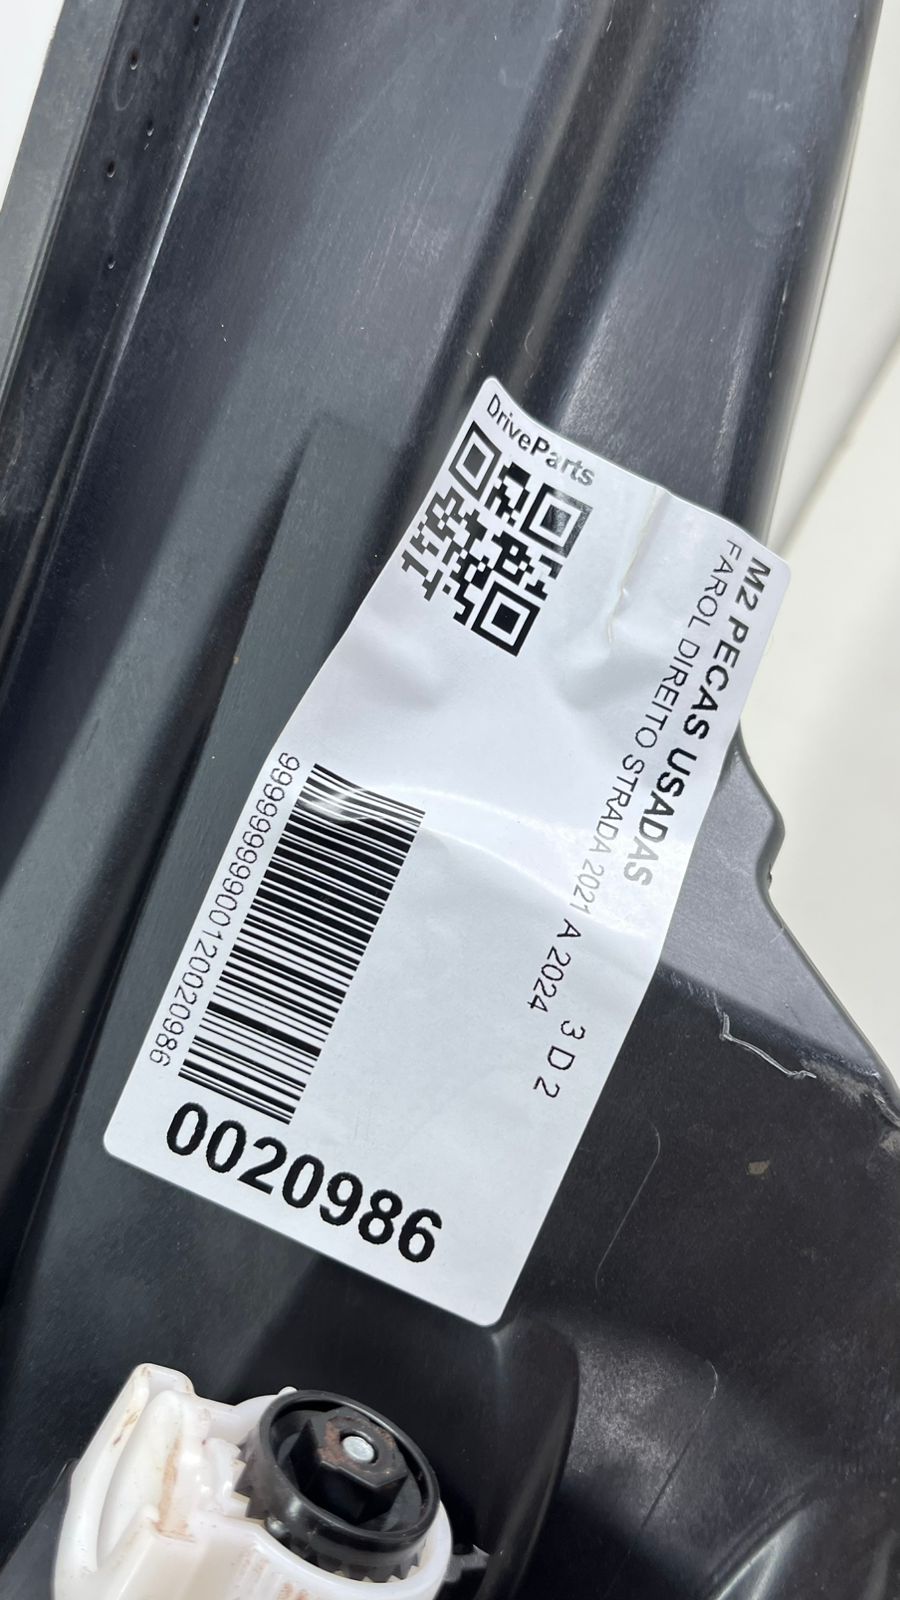 M2 PECAS USADAS
FAROL DIREITO STRADA 2021 A 2024
3 D 2
DriveParts
99999999900120020986
0020986